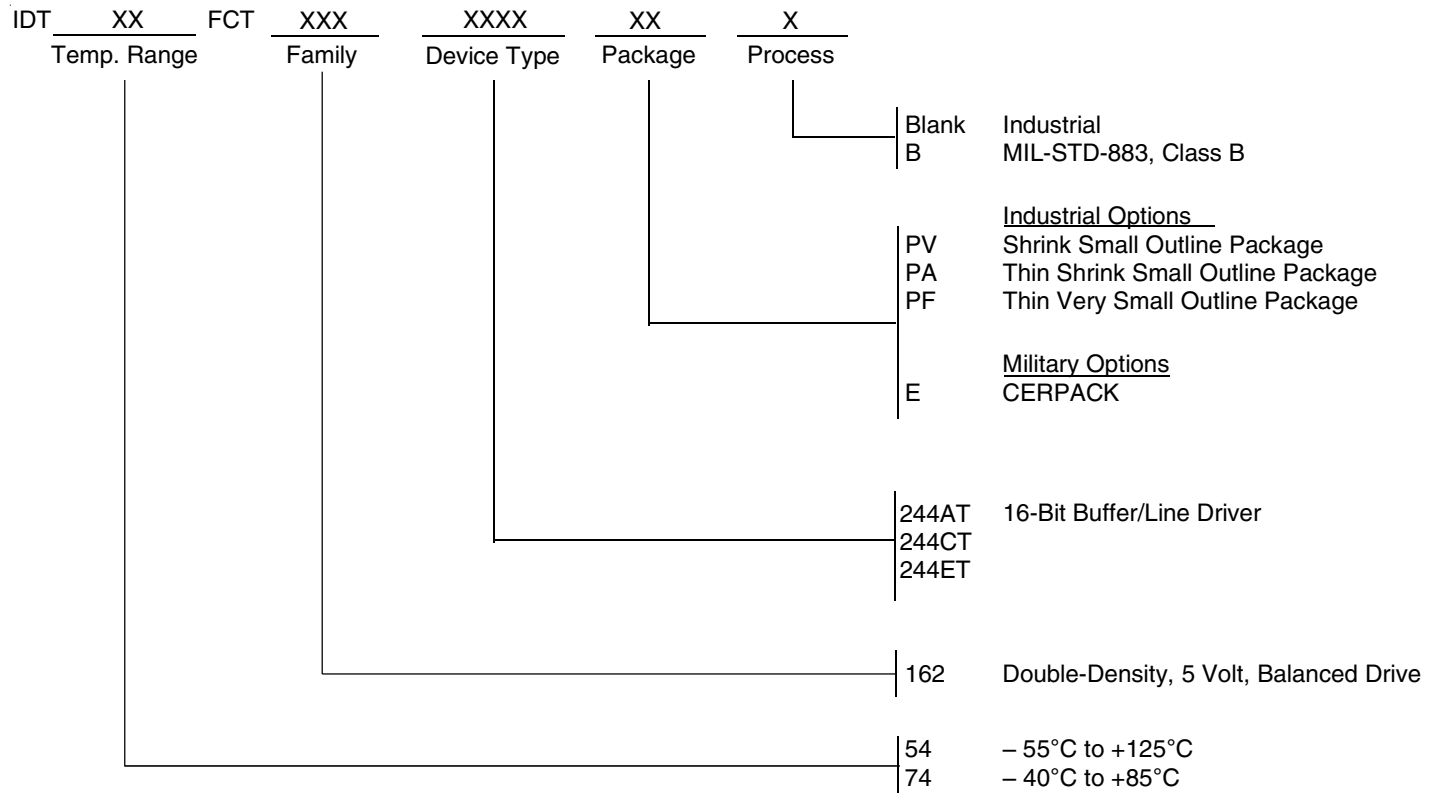 IDT XX FCT XXX XXXX XX X
Temp. Range Family Device Type Package Process
Blank Industrial
B MIL-STD-883, Class B
Industrial Options
PV Shrink Small Outline Package
PA Thin Shrink Small Outline Package
PF Thin Very Small Outline Package
Military Options
E CERPACK
244AT 16-Bit Buffer/Line Driver
244CT
244ET
162 Double-Density, 5 Volt, Balanced Drive
54 – 55°C to +125°C
74 – 40°C to +85°C